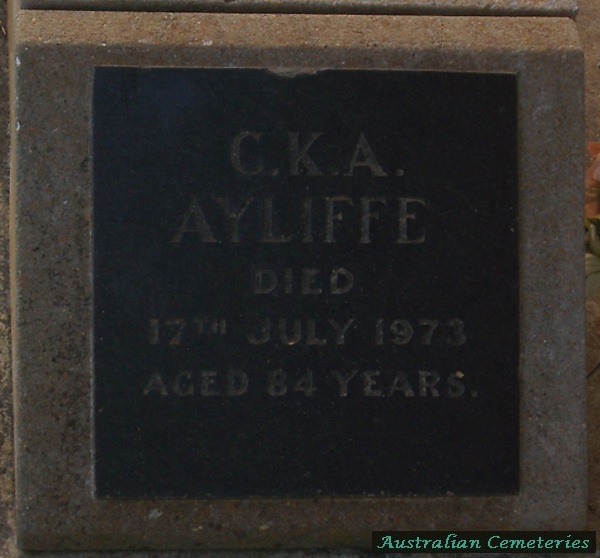 C.K.A.
AYLIFFE
DIED
17TH JULY 1973
AGED 84 YEARS.
Australian Cemeteries